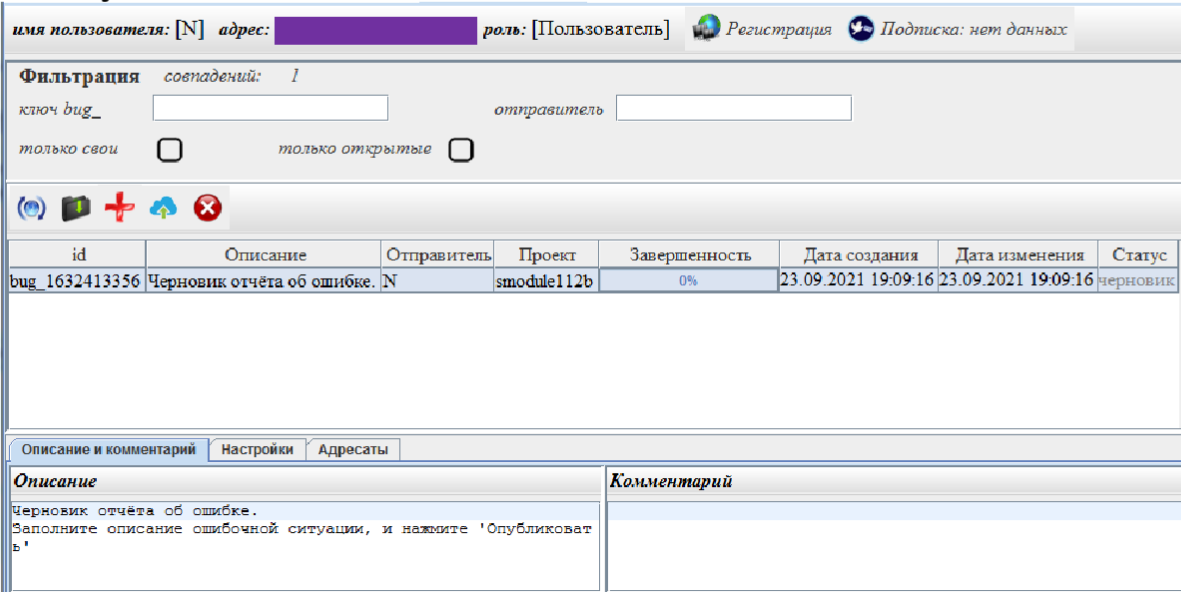 имя пользователя: [N] адрес: роль: [Пользователь] Регистрация Подписка: нет данных
Фильтрация совпадений: 1
ключ bug_ отправитель
только свои только открытые
id Описание Отправитель Проект Завершенность Дата создания Дата изменения Статус
bug_1632413356 Черновик отчёта об ошибке. N smodule112b 0% 23.09.2021 19:09:16 23.09.2021 19:09:16 черновик
Описание и комментарий Настройки Адресаты
Описание Комментарий
Черновик отчёта об ошибке.
Заполните описание ошибочной ситуации, и нажмите 'Опубликоват
ь'